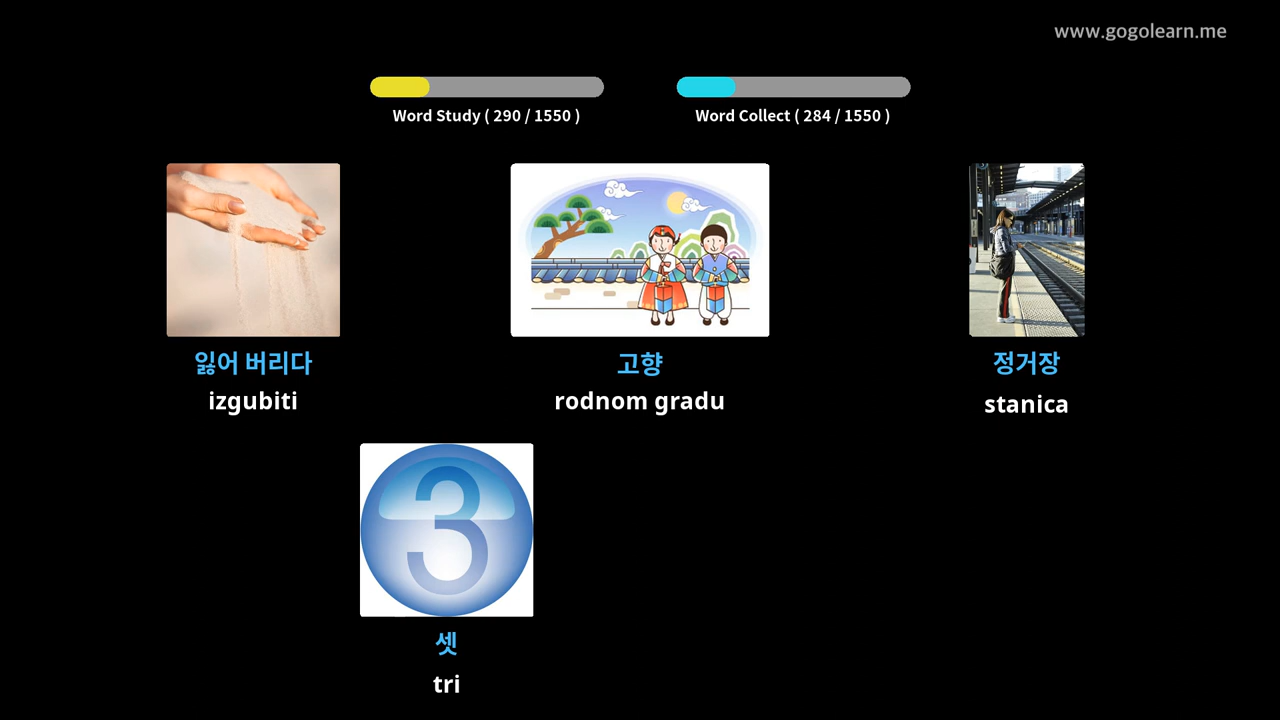 www.gogolearn.me
Word Study ( 290 / 1550 )
Word Collect ( 284 / 1550 )
잃어 버리다
izgubiti
고향
rodnom gradu
정거장
stanica
3
셋
tri